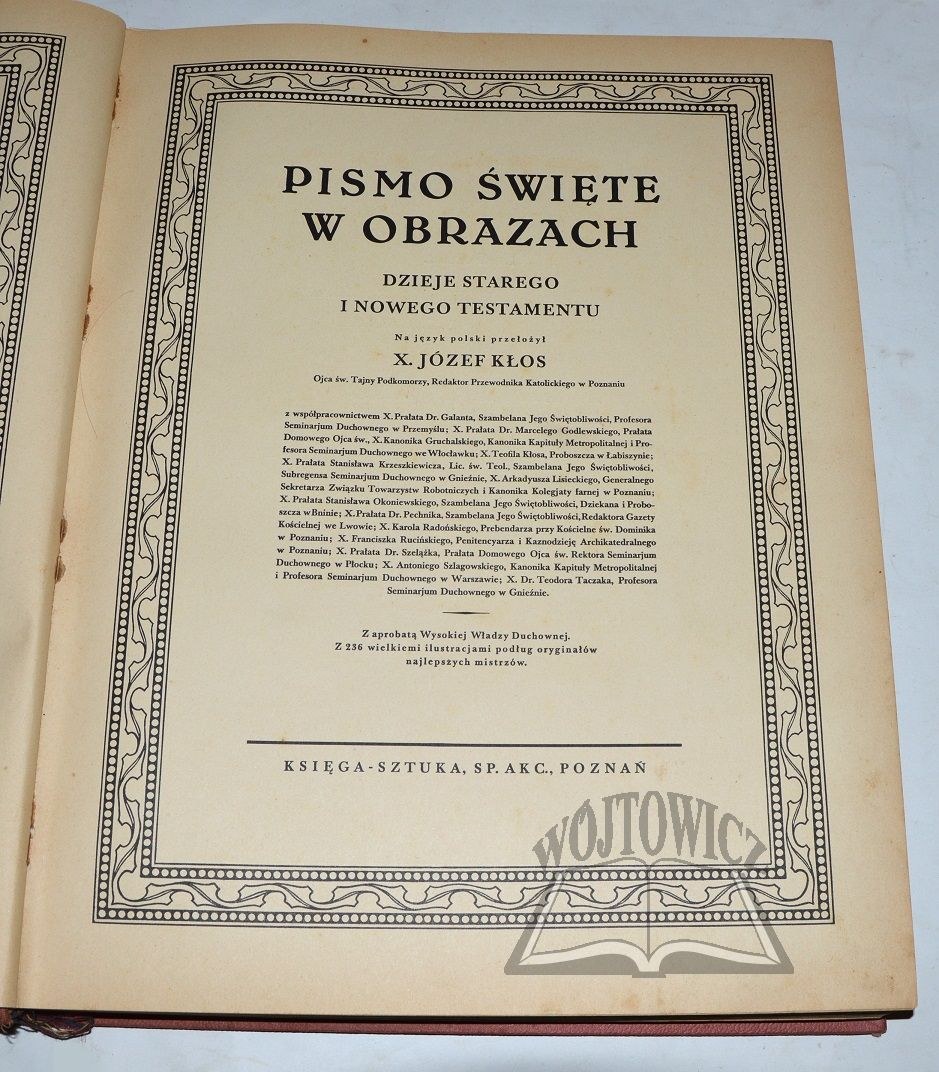 PISMO ŚWIĘTE
W OBRAZACH
DZIEJE STAREGO
I NOWEGO TESTAMENTU
Na język polski przełożył
X. JÓZEF KŁOS
Ojca św. Tajny Podkomorzy, Redaktor Przewodnika Katolickiego w Poznaniu
z współpracownictwem X. Prałata Dr. Galanta, Szambelana Jego Świętobliwości, Profesora
Seminarjum Duchownego w Przemyślu; X. Prałata Dr. Marcelego Godlewskiego, Prałata
Domowego Ojca św., X. Kanonika Gruchalskiego, Kanonika Kapituły Metropolitalnej i Pro-
fesora Seminarjum Duchownego we Włocławku; X. Teofila Kłosa, Proboszcza w Łabiszynie;
X. Prałata Stanisława Krzeszkiewicza, Lic. św. Teol., Szambelana Jego Świętobliwości,
Subregensa Seminarjum Duchownego w Gnieźnie, X. Arkadyusza Lisieckiego, Generalnego
Sekretarza Związku Towarzystw Robotniczych i Kanonika Kolegjaty farnej w Poznaniu;
X. Prałata Stanisława Okoniewskiego, Szambelana Jego Świętobliwości, Dziekana i Probo-
szcza w Bninie; X. Prałata Dr. Pechnika, Szambelana Jego Świętobliwości, Redaktora Gazety
Kościelnej we Lwowie; X. Karola Radońskiego, Prebendarza przy Kościelne św. Dominika
w Poznaniu; X. Franciszka Rucińskiego, Penitencyarza i Kaznodzieję Archikatedralnego
w Poznaniu; X. Prałata Dr. Szelążka, Prałata Domowego Ojca św. Rektora Seminarjum
Duchownego w Płocku; X. Antoniego Szlagowskiego, Kanonika Kapituły Metropolitalnej
i Profesora Seminarjum Duchownego w Warszawie; X. Dr. Teodora Taczaka, Profesora
Seminarjum Duchownego w Gnieźnie.
Z aprobatą Wysokiej Władzy Duchownej.
Z 236 wielkiemi ilustracjami podług oryginałów
najlepszych mistrzów.
KSIĘGA-SZTUKA, SP. AKC., POZNAŃ
WÓJTOWICZ